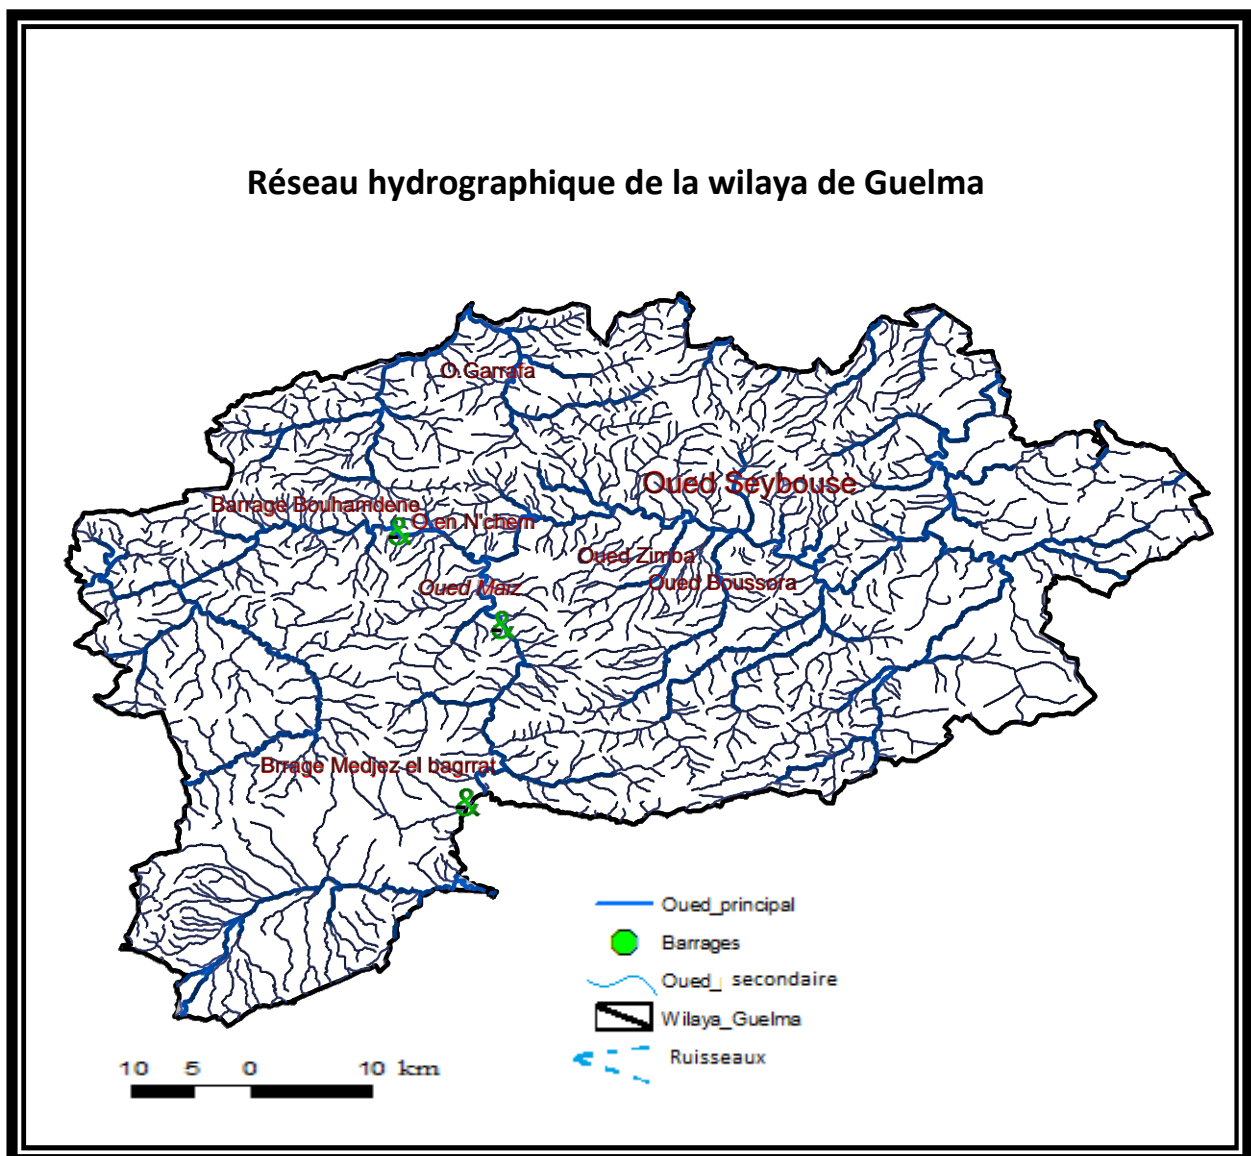 Réseau hydrographique de la wilaya de Guelma
O.Garrafa
Oued Seybouse
Barrage Bouhamdene
&
O.en N'chem
Oued Zimba
Oued Boussora
Oued Maiz
&
Brrage Medjez el bagrrat
&
Oued_principal
Barrages
Oued_ secondaire
Wilaya_Guelma
Ruisseaux
10 5 0 10 km